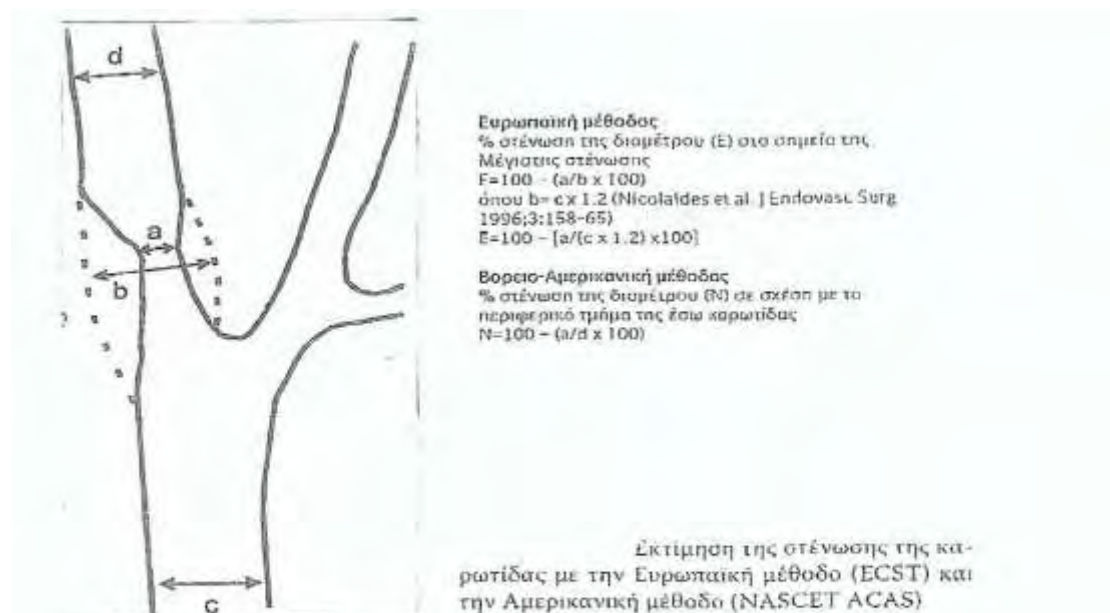 d
a
b
c
Ευρωπαϊκή μέθοδος
% στένωση της διαμέτρου (Ε) στο σημείο της
Μέγιστης στένωσης
F=100 – (a/b x 100)
όπου b= c x 1.2 (Nicolaides et al. J Endovasc Surg
1996;3:158-65)
E=100 – [a/(c x 1.2) x100]
Βορειο-Αμερικανική μέθοδας
% στένωση της διαμέτρου (Ν) σε σχέση με το
περιφερικό τμήμα της έσω καρωτίδας
N=100 – (a/d x 100)
Εκτίμηση της στένωσης της κα-
ρωτίδας με την Ευρωπαϊκή μέθοδο (ECST) και
την Αμερικανική μέθοδο (NASCET ACAS)